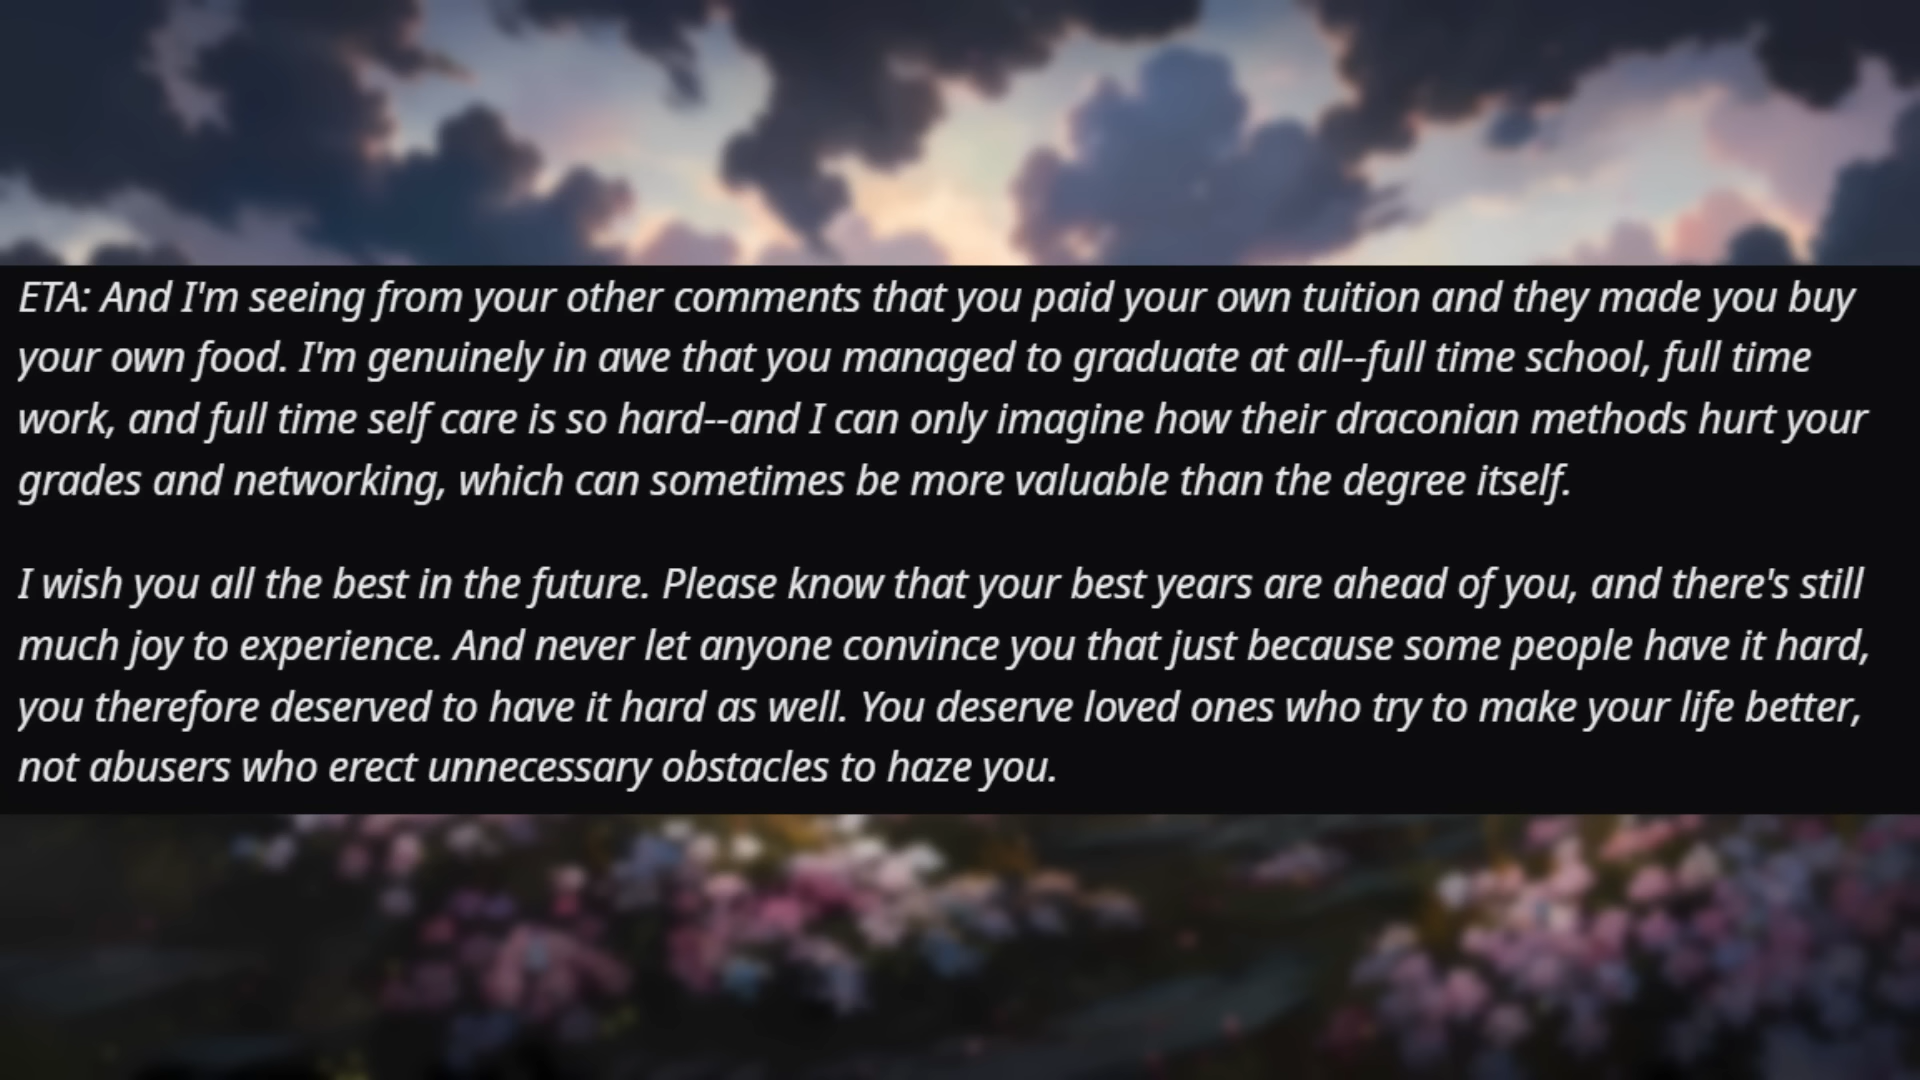 ETA: And I'm seeing from your other comments that you paid your own tuition and they made you buy
your own food. I'm genuinely in awe that you managed to graduate at all--full time school, full time
work, and full time self care is so hard--and I can only imagine how their draconian methods hurt your
grades and networking, which can sometimes be more valuable than the degree itself.
I wish you all the best in the future. Please know that your best years are ahead of you, and there's still
much joy to experience. And never let anyone convince you that just because some people have it hard,
you therefore deserved to have it hard as well. You deserve loved ones who try to make your life better,
not abusers who erect unnecessary obstacles to haze you.